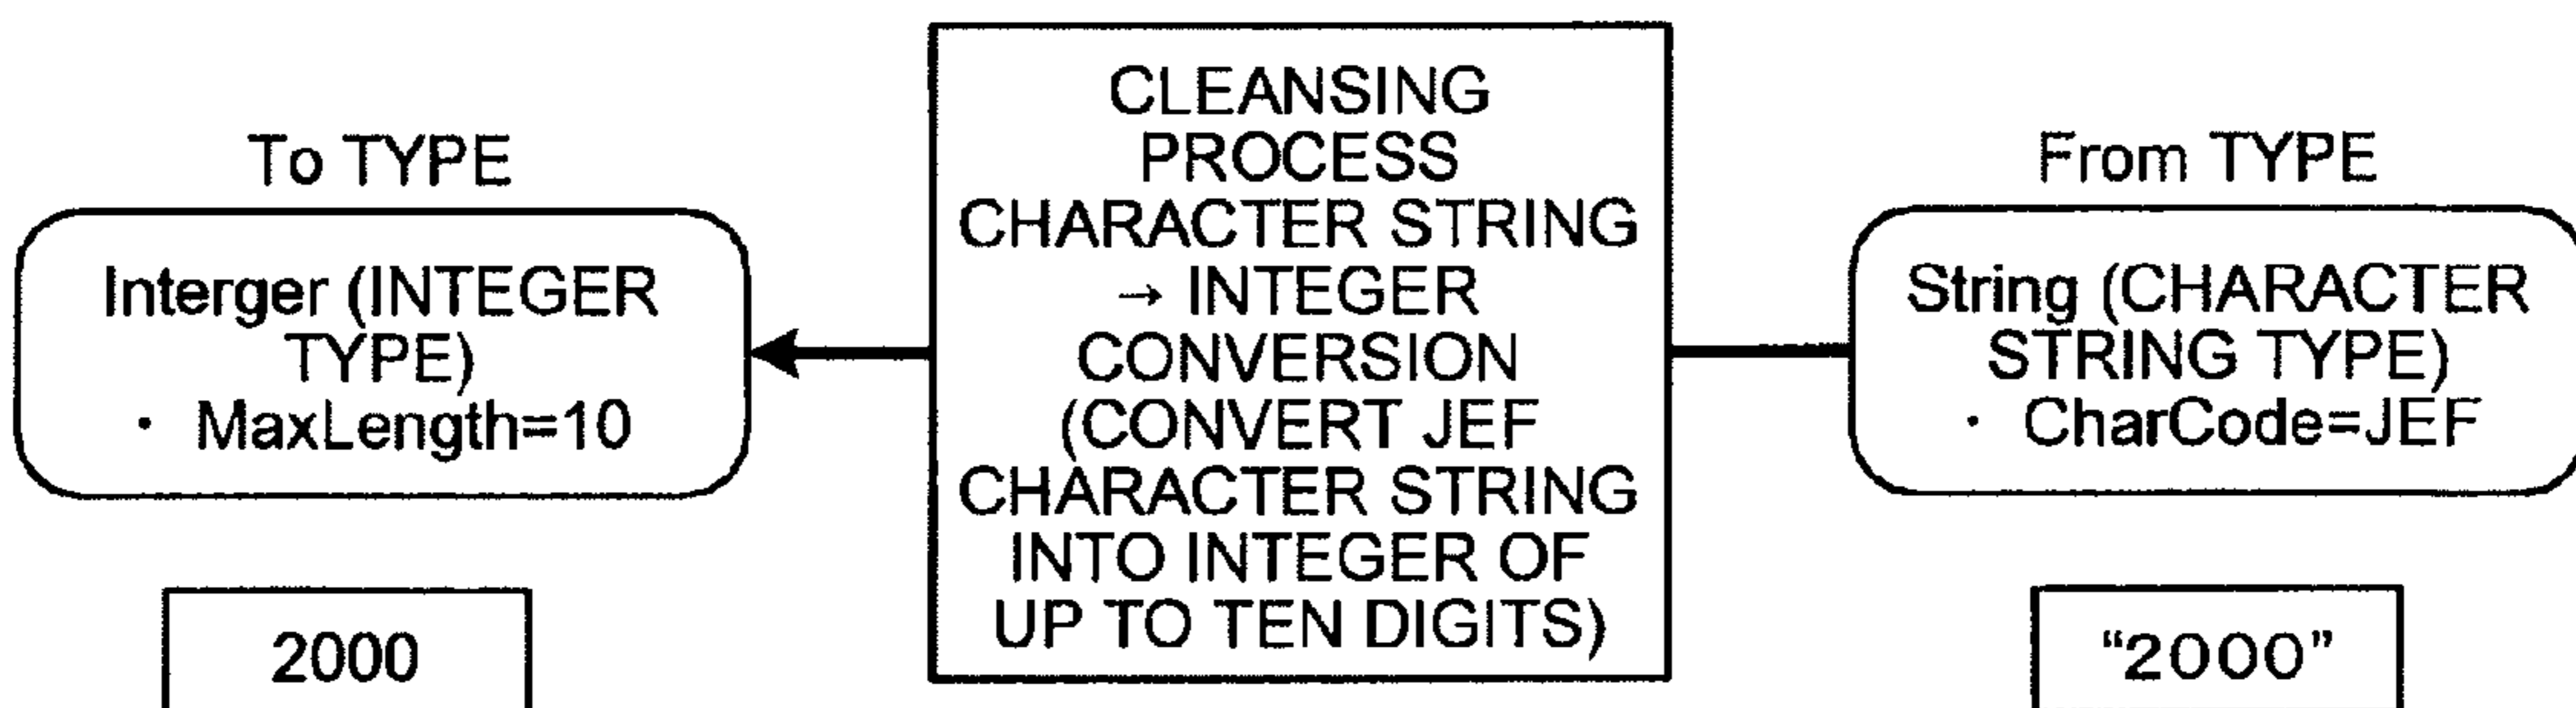 To TYPE
Interger (INTEGER
TYPE)
· MaxLength=10
2000
CLEANSING
PROCESS
CHARACTER STRING
→ INTEGER
CONVERSION
(CONVERT JEF
CHARACTER STRING
INTO INTEGER OF
UP TO TEN DIGITS)
From TYPE
String (CHARACTER
STRING TYPE)
· CharCode=JEF
“2000”